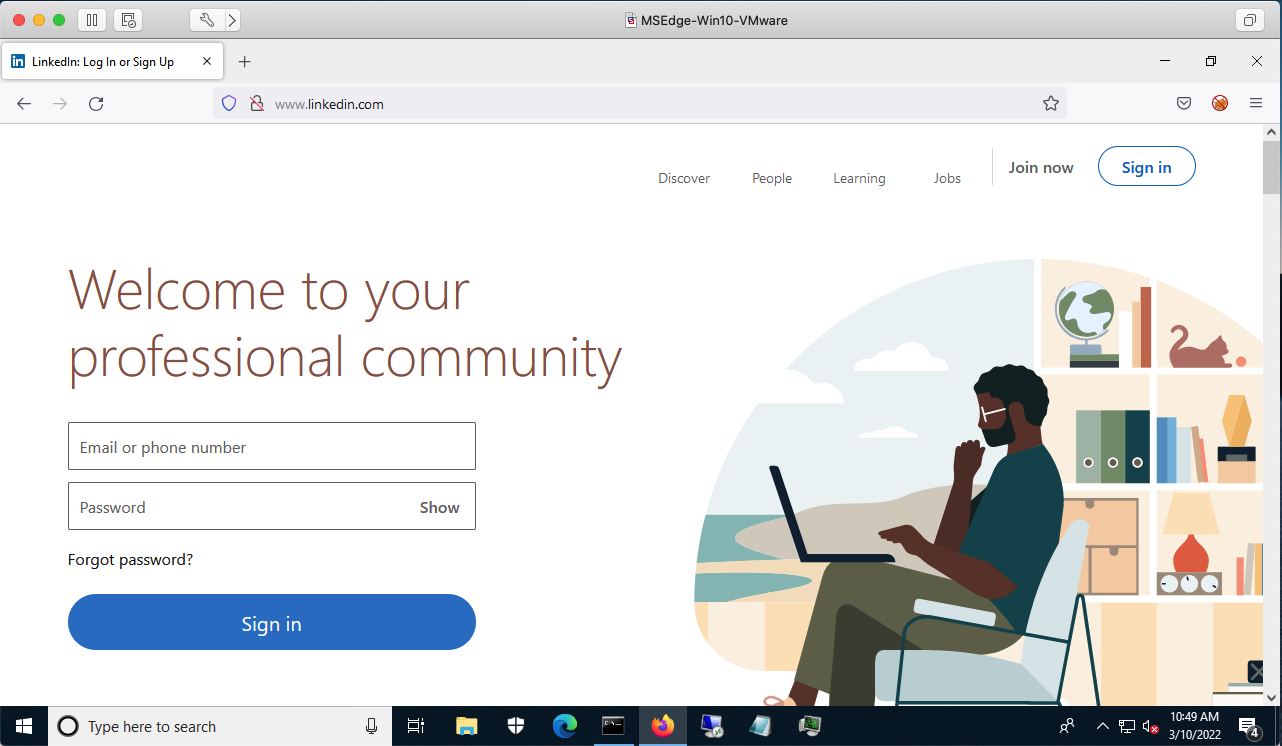 MSEdge-Win10-VMware
in LinkedIn: Log In or Sign Up
www.linkedin.com
Discover
People
Learning
Jobs
Join now
Sign in
Welcome to your
professional community
Email or phone number
Password
Show
Forgot password?
Sign in
Type here to search
10:49 AM
3/10/2022
4